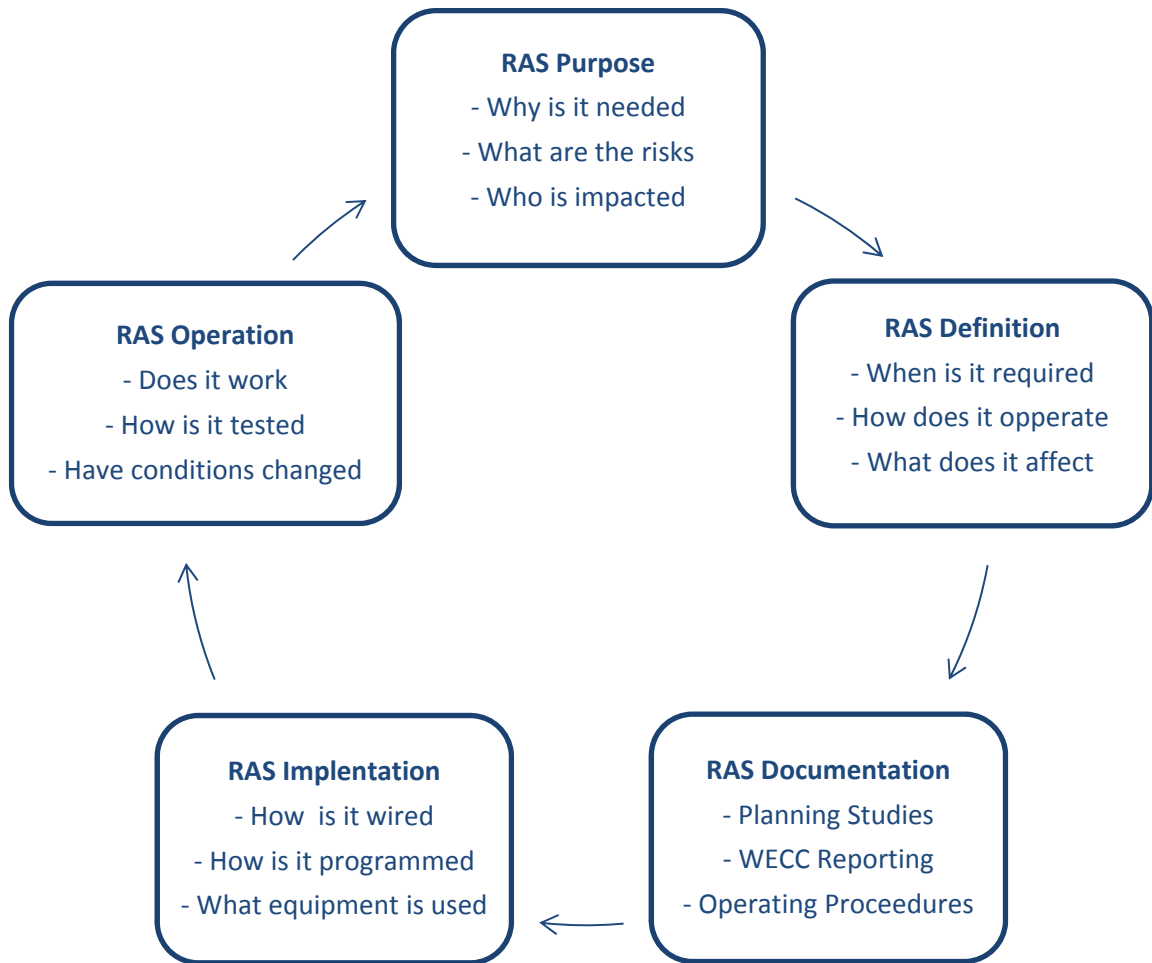 RAS Purpose
- Why is it needed
- What are the risks
- Who is impacted
RAS Definition
- When is it required
- How does it opperate
- What does it affect
RAS Documentation
- Planning Studies
- WECC Reporting
- Operating Proceedures
RAS Implentation
- How  is it wired
- How is it programmed
- What equipment is used
RAS Operation
- Does it work
- How is it tested
- Have conditions changed